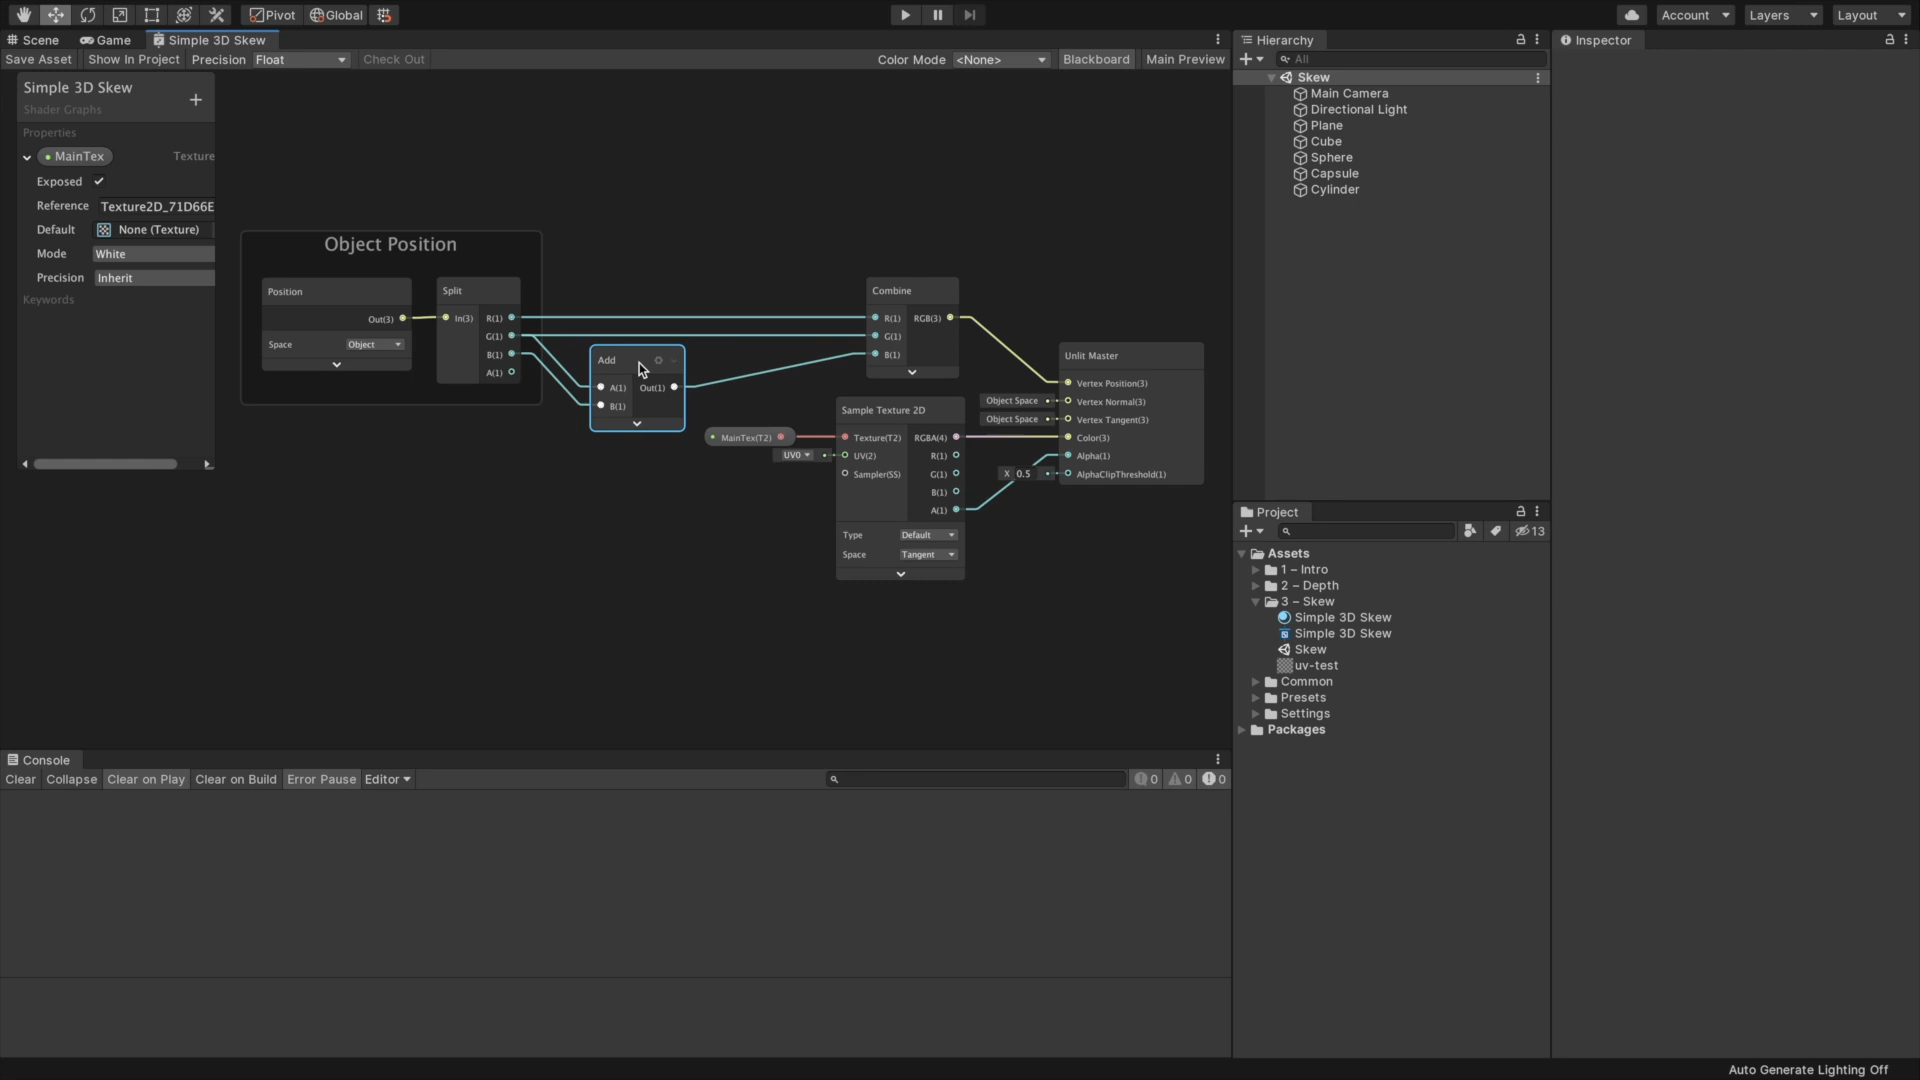 Pivot Global Account Layers Layout
Scene Game Simple 3D Skew
Save Asset Show In Project Precision Float Check Out Color Mode <None> Blackboard Main Preview
Simple 3D Skew
Shader Graphs
Properties
MainTex Texture
Exposed
Reference Texture2D_71D66E
Default None (Texture)
Mode White
Precision Inherit
Keywords
Object Position
Position
Out(3)
Space Object
Split
In(3) R(1)
G(1)
B(1)
A(1)
Add
A(1) Out(1)
B(1)
Combine
R(1) RGB(3)
G(1)
B(1)
MainTex(T2)
UV0
Sample Texture 2D
Texture(T2) RGBA(4)
UV(2) R(1)
Sampler(SS) G(1)
B(1)
A(1)
Type Default
Space Tangent
Unlit Master
Vertex Position(3)
Object Space Vertex Normal(3)
Object Space Vertex Tangent(3)
Color(3)
Alpha(1)
X 0.5 AlphaClipThreshold(1)
Hierarchy
All
Skew
Main Camera
Directional Light
Plane
Cube
Sphere
Capsule
Cylinder
Inspector
Project
13
Assets
1 – Intro
2 – Depth
3 – Skew
Simple 3D Skew
Simple 3D Skew
Skew
uv-test
Common
Presets
Settings
Packages
Console
Clear Collapse Clear on Play Clear on Build Error Pause Editor 0 0 0
Auto Generate Lighting Off